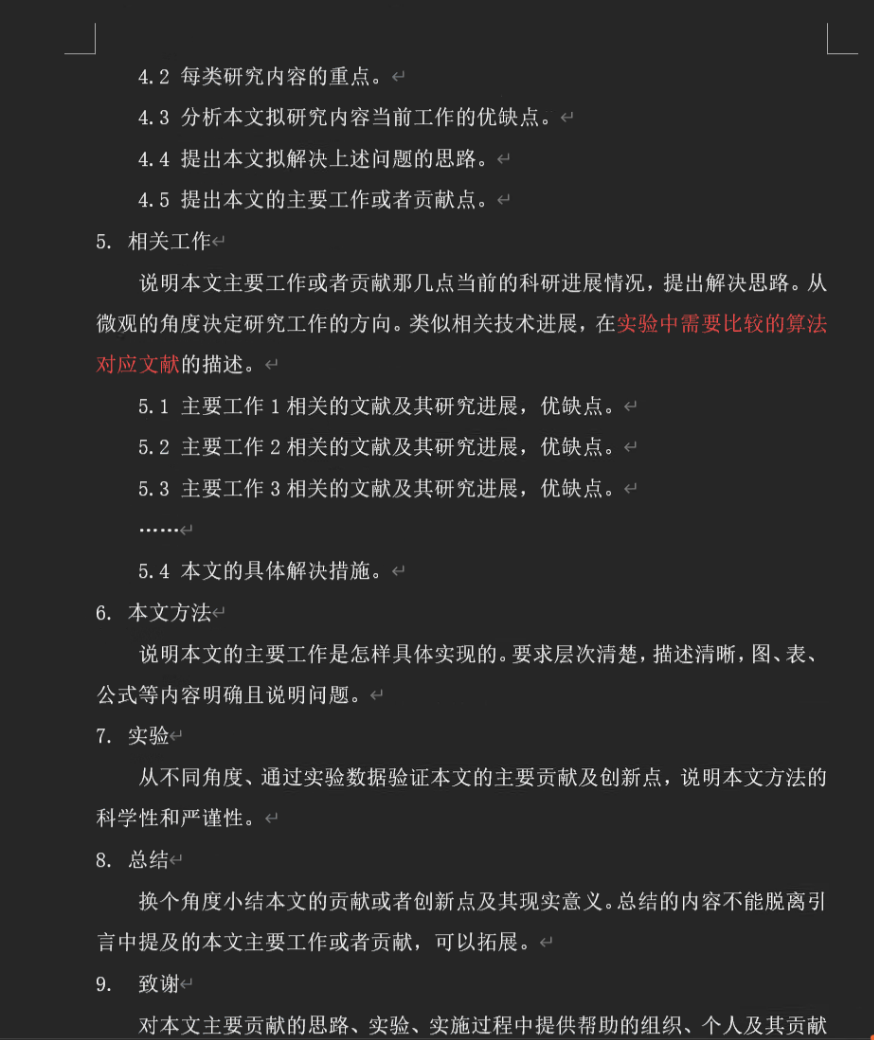 4.2 每类研究内容的重点。
4.3 分析本文拟研究内容当前工作的优缺点。
4.4 提出本文拟解决上述问题的思路。
4.5 提出本文的主要工作或者贡献点。
5. 相关工作
说明本文主要工作或者贡献那几点当前的科研进展情况，提出解决思路。从
微观的角度决定研究工作的方向。类似相关技术进展，在实验中需要比较的算法
对应文献的描述。
5.1 主要工作1相关的文献及其研究进展，优缺点。
5.2 主要工作2相关的文献及其研究进展，优缺点。
5.3 主要工作3相关的文献及其研究进展，优缺点。
……
5.4 本文的具体解决措施。
6. 本文方法
说明本文的主要工作是怎样具体实现的。要求层次清楚，描述清晰，图、表、
公式等内容明确且说明问题。
7. 实验
从不同角度、通过实验数据验证本文的主要贡献及创新点，说明本文方法的
科学性和严谨性。
8. 总结
换个角度小结本文的贡献或者创新点及其现实意义。总结的内容不能脱离引
言中提及的本文主要工作或者贡献，可以拓展。
9. 致谢
对本文主要贡献的思路、实验、实施过程中提供帮助的组织、个人及其贡献